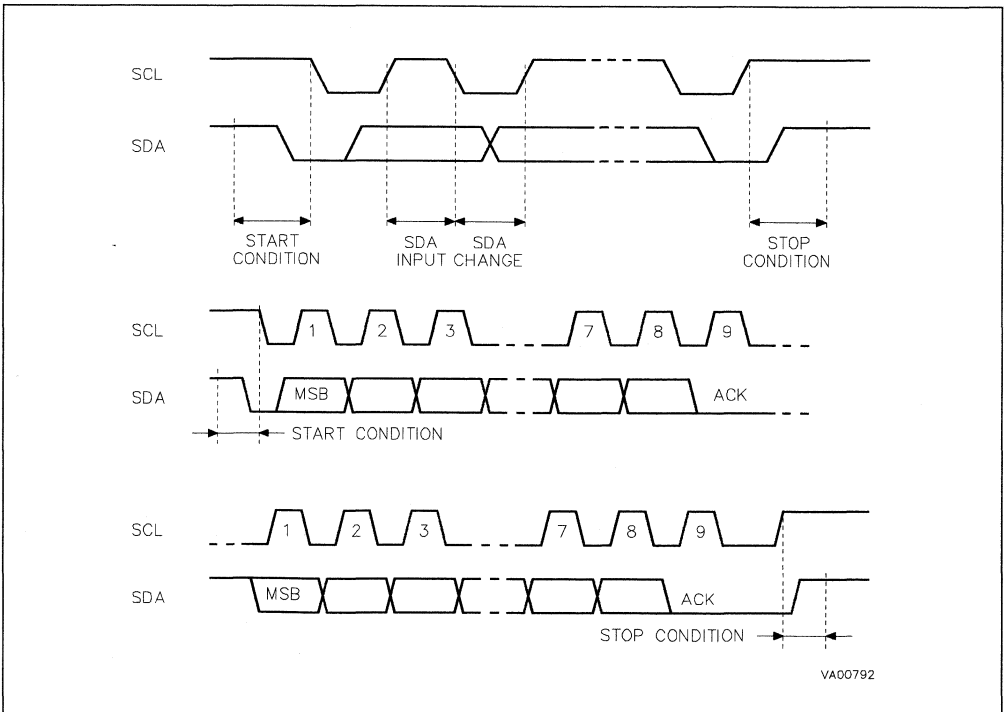 SCL
SDA
START
CONDITION
SDA
INPUT
SDA
CHANGE
STOP
CONDITION
SCL
1
2
3
7
8
9
SDA
MSB
ACK
START CONDITION
SCL
1
2
3
7
8
9
SDA
MSB
ACK
STOP CONDITION
VA00792